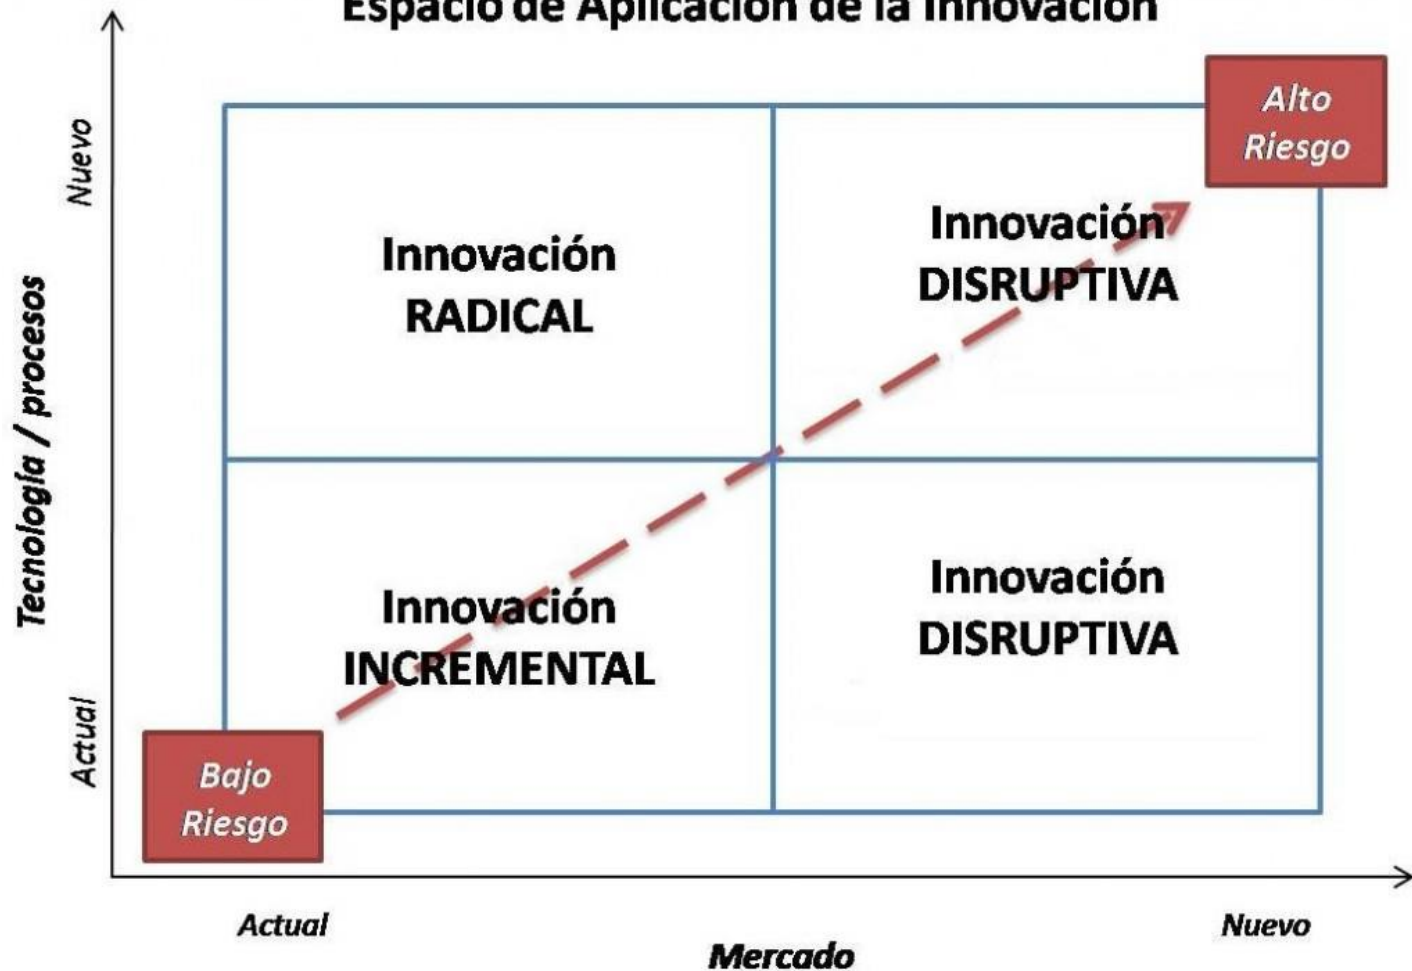 Espacio de Aplicación de la Innovación
Nuevo
Alto
Riesgo
Innovación
RADICAL
Innovación
DISRUPTIVA
Tecnología / procesos
Innovación
INCREMENTAL
Innovación
DISRUPTIVA
Actual
Bajo
Riesgo
Actual
Nuevo
Mercado